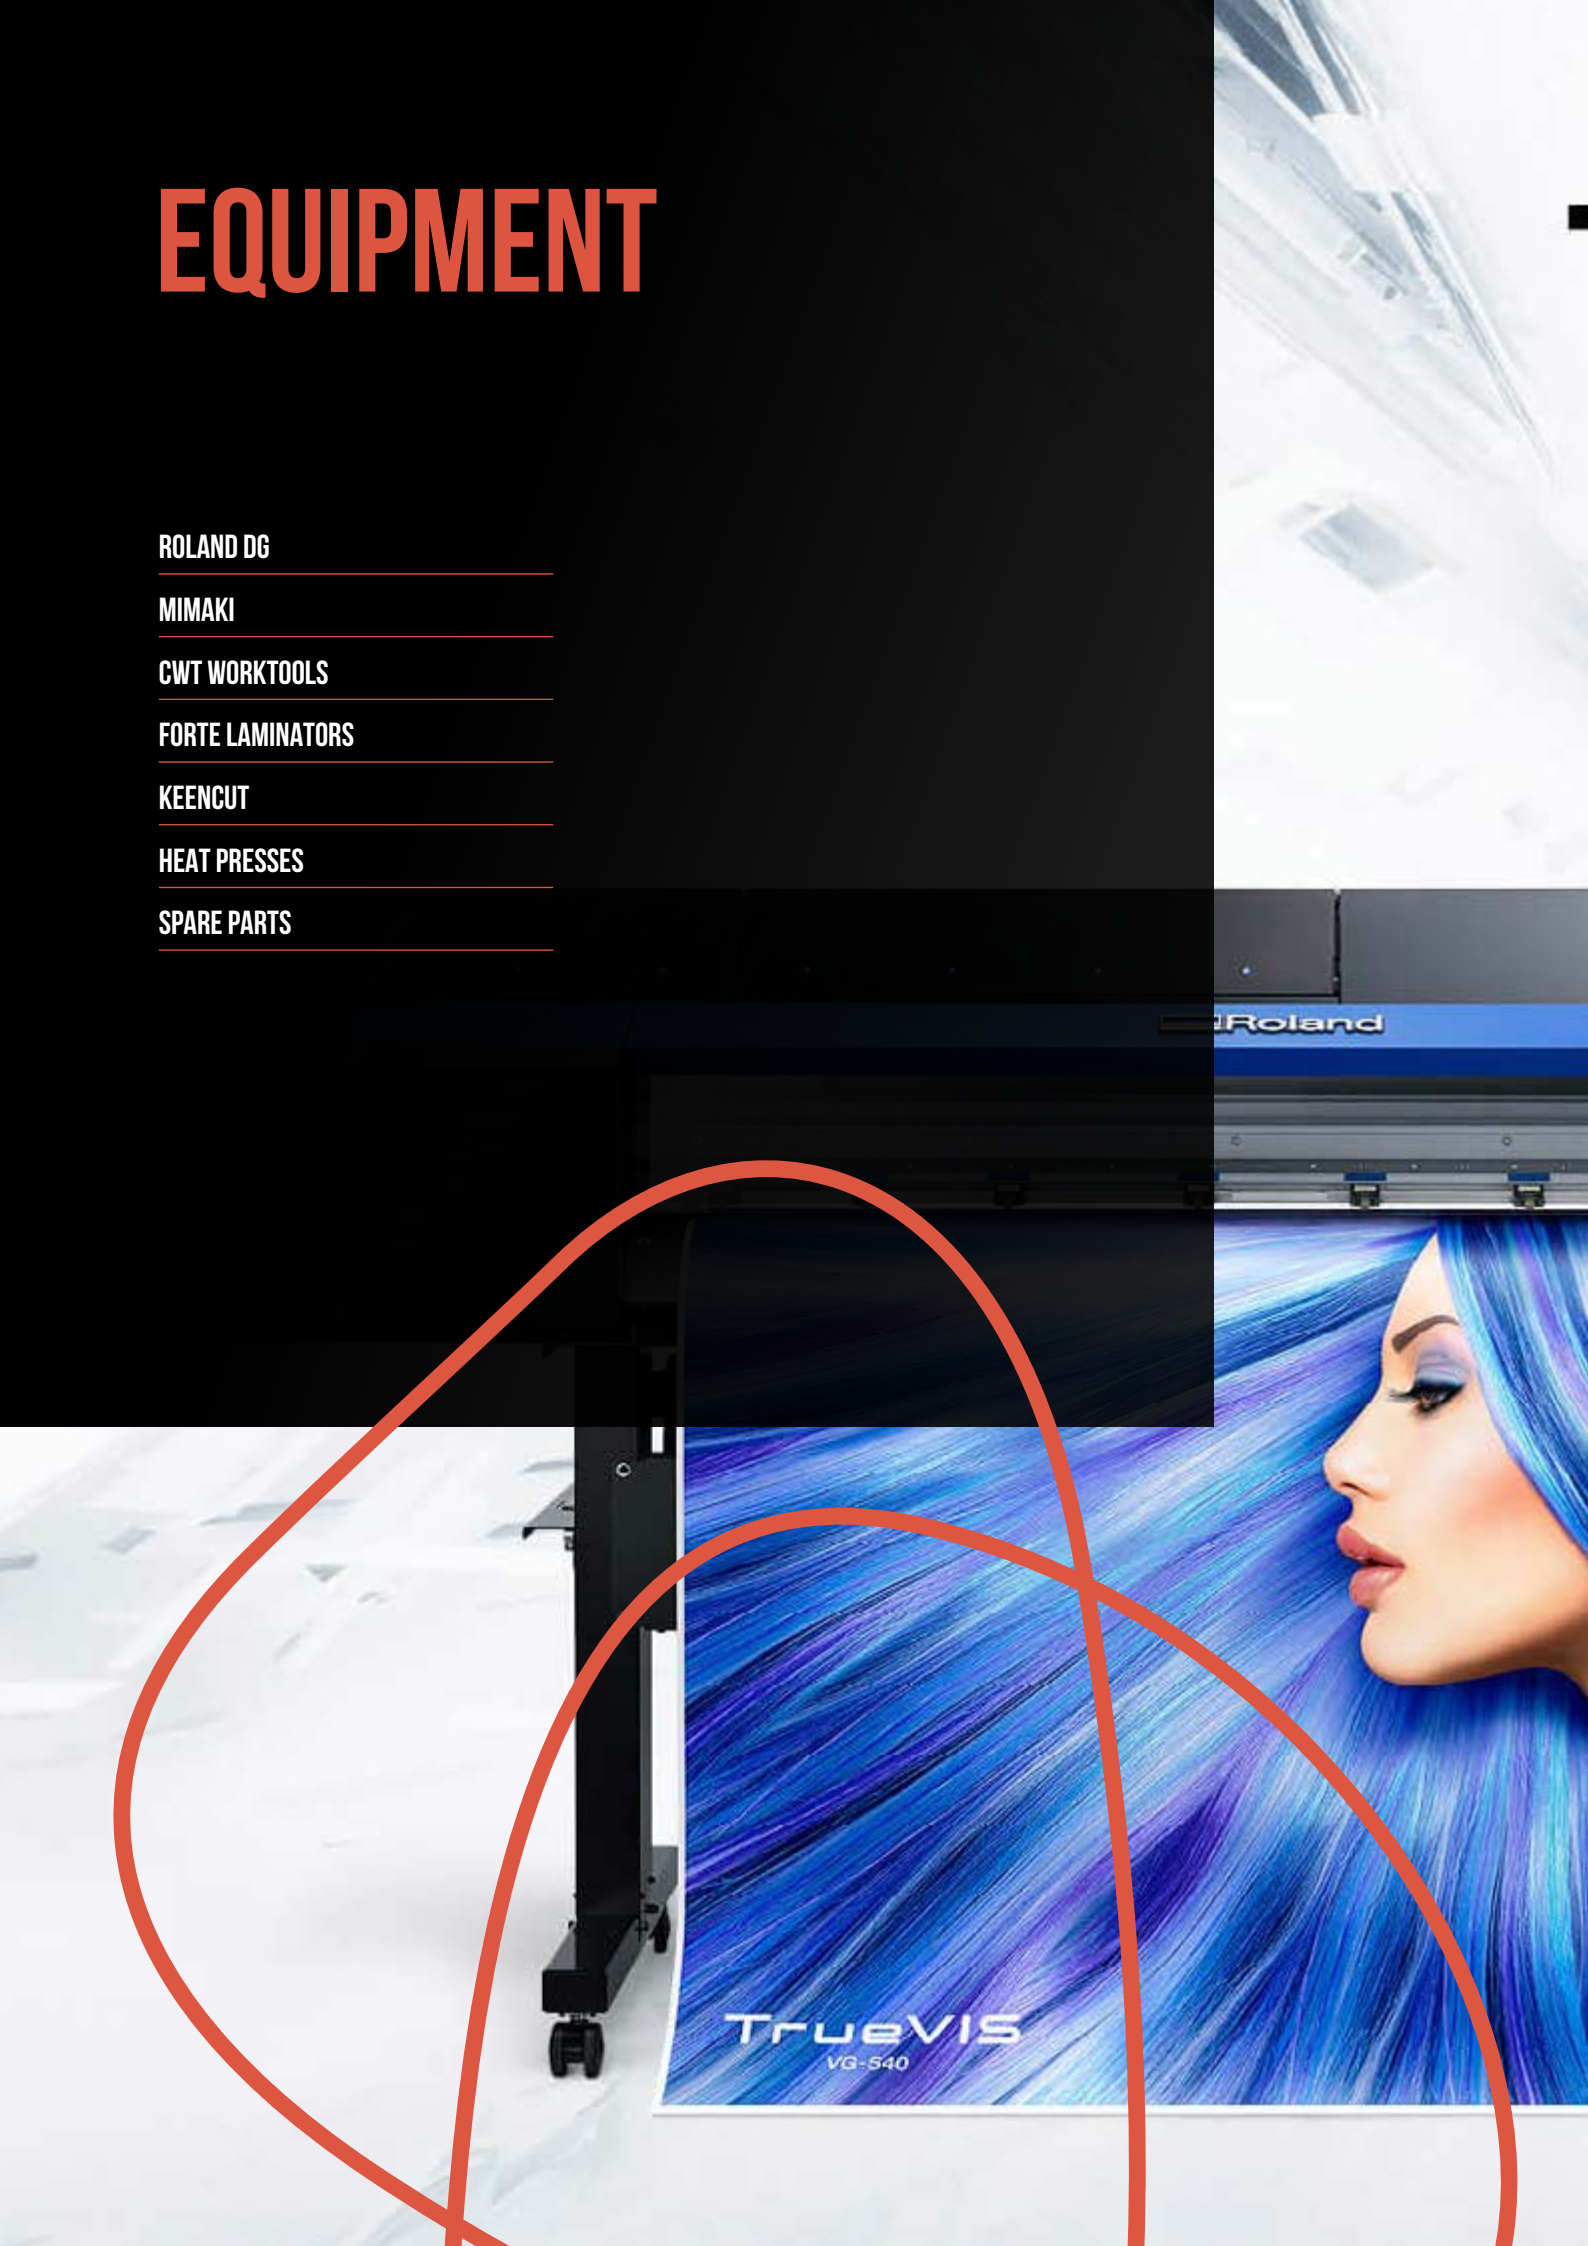 EQUIPMENT
ROLAND DG
MIMAKI
CWT WORKTOOLS
FORTE LAMINATORS
KEENCUT
HEAT PRESSES
SPARE PARTS
Roland
TrueVIS
VG-540